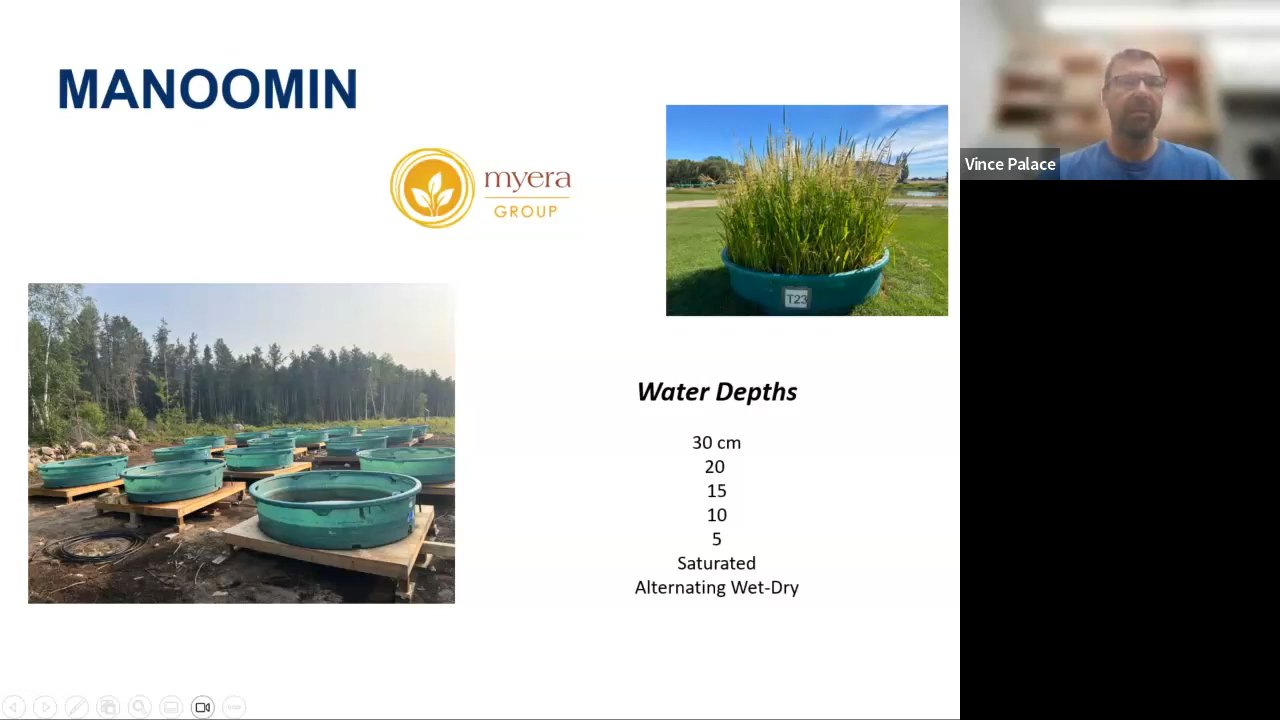 MANOOMIN
myera
GROUP
T23
Vince Palace
Water Depths
30 cm
20
15
10
5
Saturated
Alternating Wet-Dry